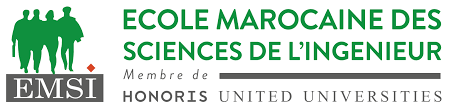 EMSI
ECOLE MAROCAINE DES
SCIENCES DE L'INGENIEUR
Membre de
HONORIS UNITED UNIVERSITIES